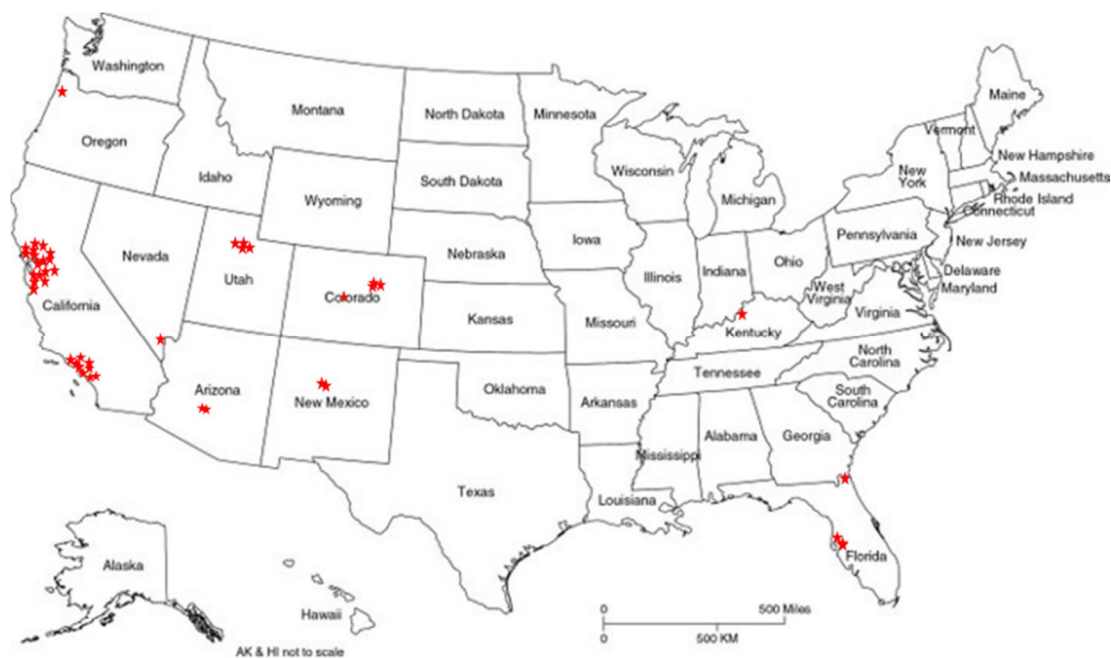 Washington
Oregon
Idaho
Montana
North Dakota
Minnesota
South Dakota
Wyoming
Nebraska
Iowa
Wisconsin
Michigan
Illinois
Indiana
Ohio
Pennsylvania
New
York
Vermont
Maine
New Hampshire
Massachusetts
Rhode Island
Connecticut
New Jersey
Delaware
Maryland
DC
West
Virginia
Virginia
Kentucky
North
Carolina
South
Carolina
Tennessee
Georgia
Alabama
Mississippi
Florida
Louisiana
Arkansas
Missouri
Kansas
Oklahoma
Texas
Colorado
New Mexico
Utah
Arizona
Nevada
California
Alaska
Hawaii
AK & HI not to scale
0 500 Miles
0 500 KM